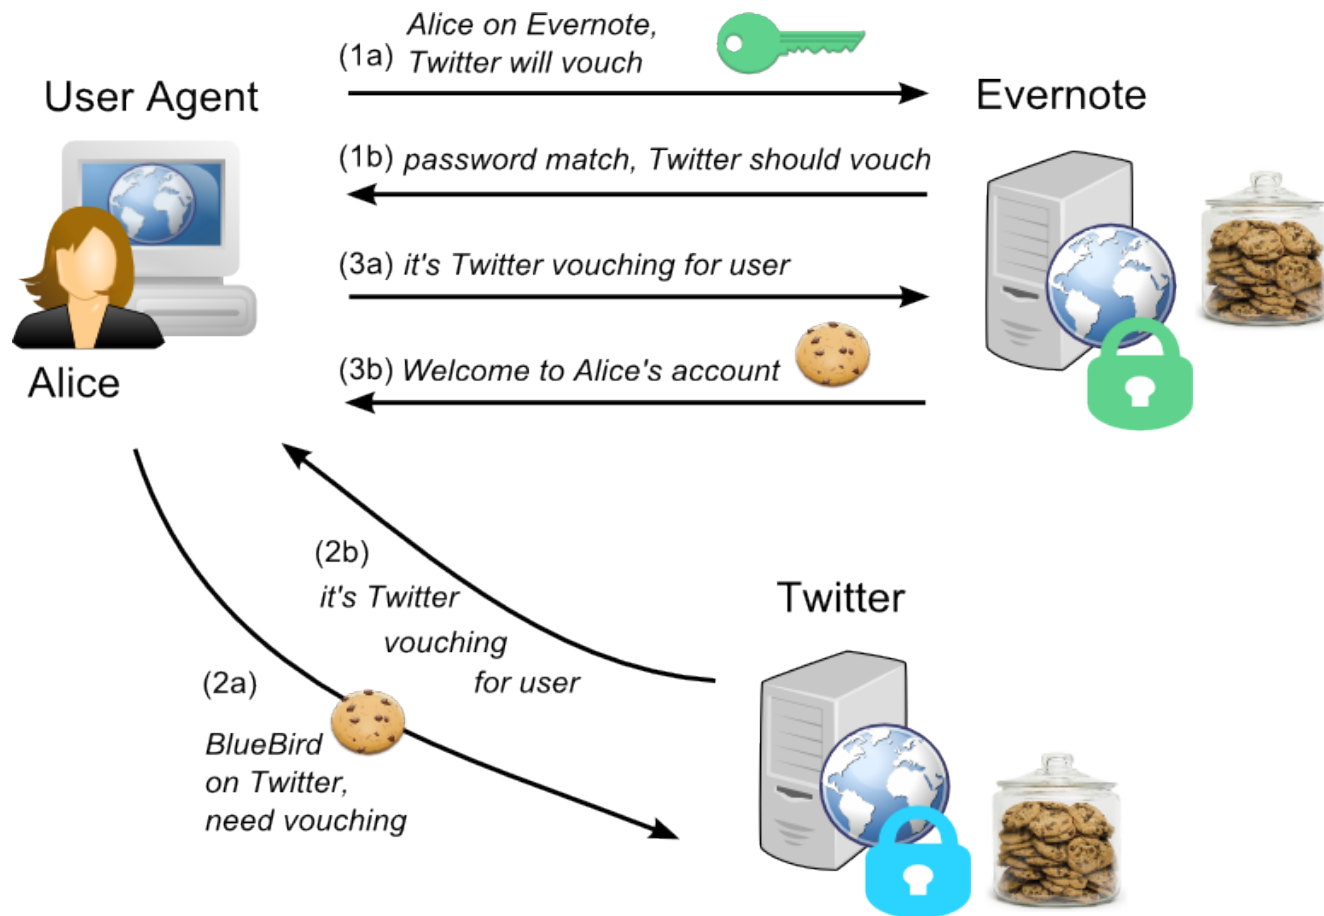 Alice on Evernote,
(1a) Twitter will vouch
User Agent
Evernote
(1b) password match, Twitter should vouch
(3a) it's Twitter vouching for user
(3b) Welcome to Alice's account
Alice
(2b)
it's Twitter
vouching
for user
Twitter
(2a)
BlueBird
on Twitter,
need vouching